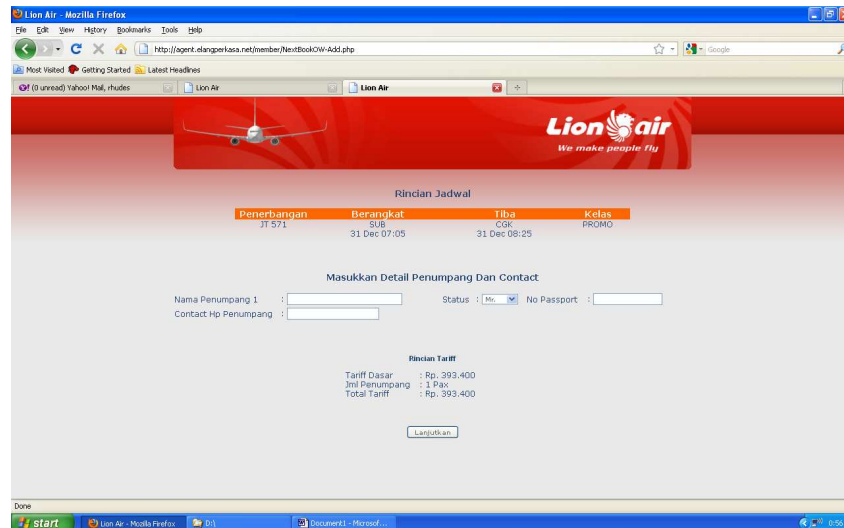 Lion Air - Mozilla Firefox
File Edit View History Bookmarks Tools Help
http://agent.elangperkasa.net/member/NextBookOW-Add.php
Google
Most Visited Getting Started Latest Headlines
(0 unread) Yahoo! Mail, rhudes
Lion Air
Lion Air
Lion air
We make people fly
Rincian Jadwal
Penerbangan Berangkat Tiba Kelas
JT 571 SUB CGK PROMO
31 Dec 07:05 31 Dec 08:25
Masukkan Detail Penumpang Dan Contact
Nama Penumpang 1 : Status : Mr. No Passport :
Contact Hp Penumpang :
Rincian Tariff
Tariff Dasar : Rp. 393.400
Jml Penumpang : 1 Pax
Total Tariff : Rp. 393.400
Lanjutkan
Done
start Lion Air - Mozilla Firefox D:\ Document1 - Microsof... 0:56